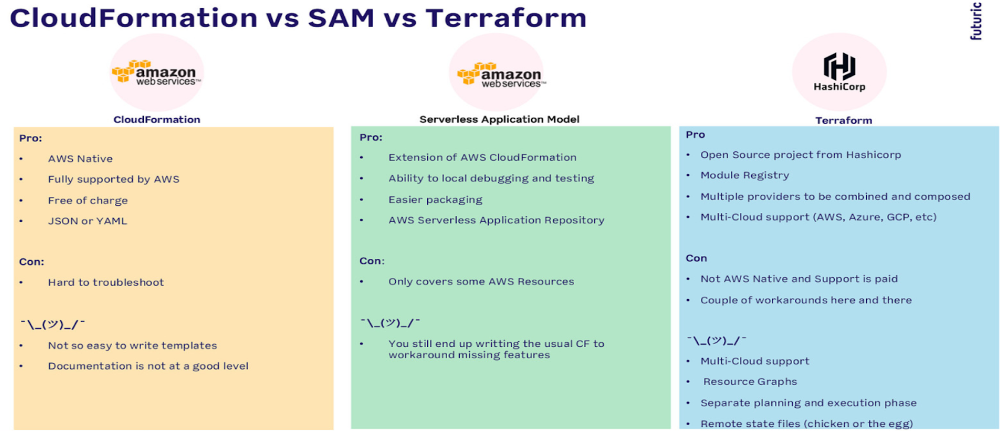 CloudFormation vs SAM vs Terraform
futuric
amazon
webservices™
CloudFormation
Pro:
• AWS Native
• Fully supported by AWS
• Free of charge
• JSON or YAML
Con:
• Hard to troubleshoot
¯\_(ツ)_/¯
• Not so easy to write templates
• Documentation is not at a good level
amazon
webservices™
Serverless Application Model
Pro:
• Extension of AWS CloudFormation
• Ability to local debugging and testing
• Easier packaging
• AWS Serverless Application Repository
Con:
• Only covers some AWS Resources
¯\_(ツ)_/¯
• You still end up writting the usual CF to
workaround missing features
HashiCorp
Terraform
Pro
• Open Source project from Hashicorp
• Module Registry
• Multiple providers to be combined and composed
• Multi-Cloud support (AWS, Azure, GCP, etc)
Con
• Not AWS Native and Support is paid
• Couple of workarounds here and there
¯\_(ツ)_/¯
• Multi-Cloud support
• Resource Graphs
• Separate planning and execution phase
• Remote state files (chicken or the egg)